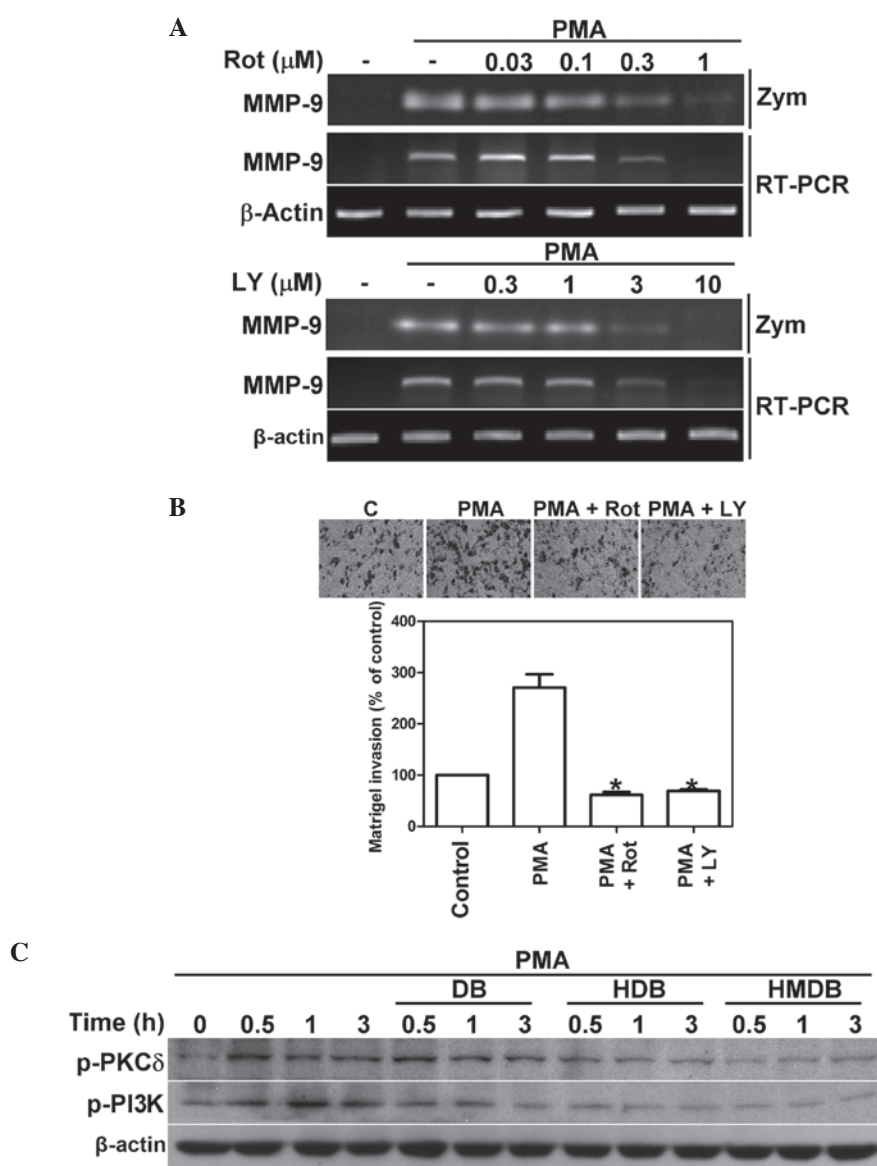 A
PMA
Rot (μM) - - 0.03 0.1 0.3 1
MMP-9 Zym
MMP-9
RT-PCR
β-Actin
PMA
LY (μM) - - 0.3 1 3 10
MMP-9 Zym
MMP-9
RT-PCR
β-actin
B
C PMA PMA + Rot PMA + LY
Matrigel invasion (% of control)
400
300
200
100
0
* *
Control
PMA
PMA + Rot
PMA + LY
C
PMA
DB HDB HMDB
Time (h) 0 0.5 1 3 0.5 1 3 0.5 1 3 0.5 1 3
p-PKCδ
p-PI3K
β-actin